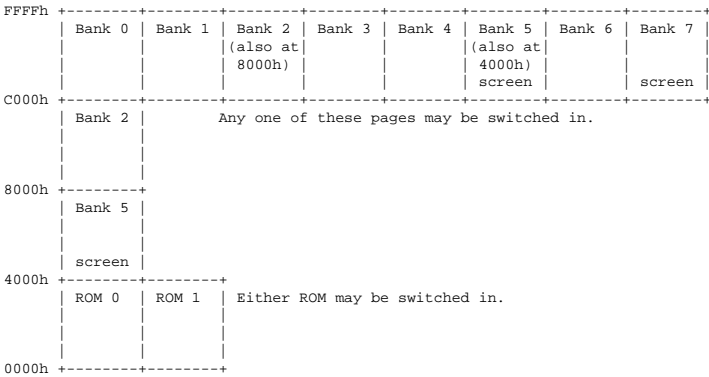 FFFFh +--------+--------+--------+--------+--------+--------+--------+--------+
      | Bank 0 | Bank 1 | Bank 2 | Bank 3 | Bank 4 | Bank 5 | Bank 6 | Bank 7 |
      |        |        |(also at|        |        |(also at|        |        |
      |        |        | 8000h) |        |        | 4000h) |        |        |
      |        |        |        |        |        | screen |        | screen |
C000h +--------+--------+--------+--------+--------+--------+--------+--------+
      | Bank 2 |        Any one of these pages may be switched in.
      |        |
      |        |
      |        |
8000h +--------+
      | Bank 5 |
      |        |
      |        |
      | screen |
4000h +--------+--------+
      | ROM 0  | ROM 1  | Either ROM may be switched in.
      |        |        |
      |        |        |
      |        |        |
0000h +--------+--------+